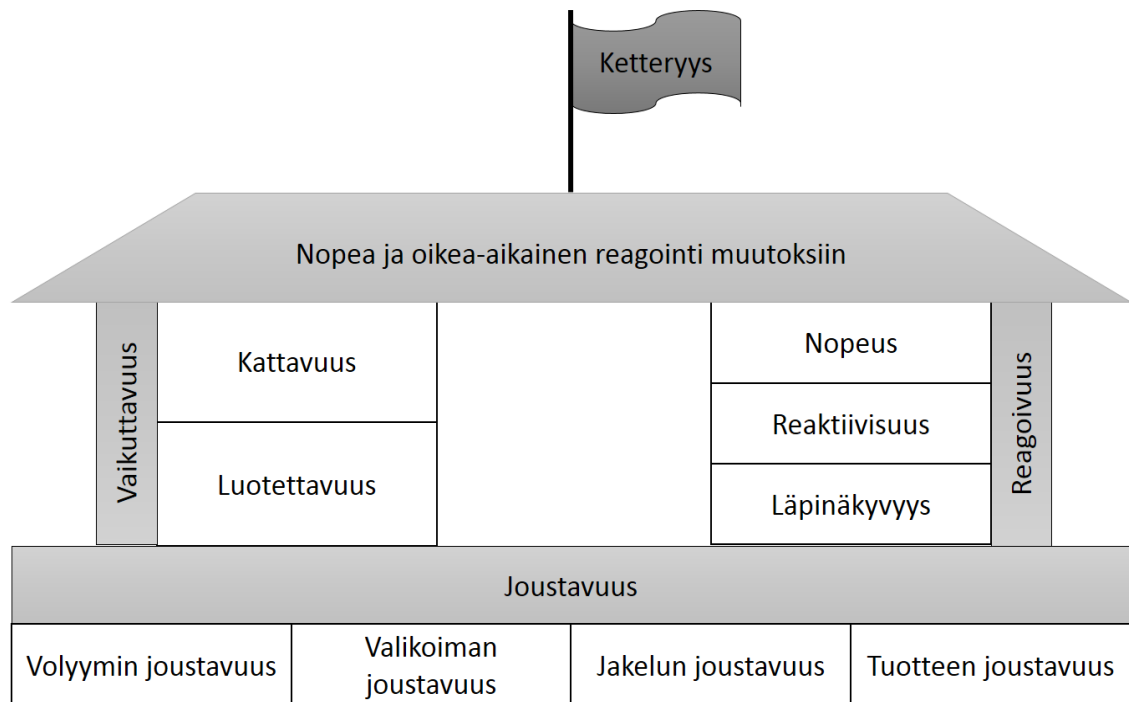 Ketteryys
Nopea ja oikea-aikainen reagointi muutoksiin
Vaikuttavuus
Kattavuus
Luotettavuus
Nopeus
Reaktiivisuus
Läpinäkyvyys
Reagoivuus
Joustavuus
Volyymin joustavuus
Valikoiman
joustavuus
Jakelun joustavuus
Tuotteen joustavuus